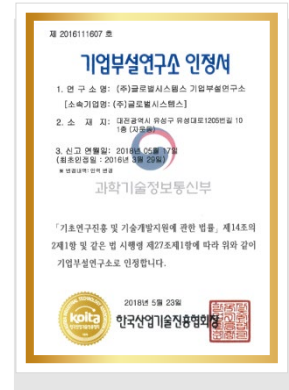 제 2016111607 호
기업부설연구소 인정서
1. 연 구 소 명: (주)글로벌시스템스 기업부설연구소
[소속기업명: (주)글로벌시스템스]
2. 소 재 지: 대전광역시 유성구 유성대로1205번길 10
1층 (지족동)
3. 신고 연월일: 2018년 05월 17일
(최초인정일 : 2016년 3월 29일)
※ 변경내역: 인적 변경
과학기술정보통신부
「기초연구진흥 및 기술개발지원에 관한 법률」제14조의
2제1항 및 같은 법 시행령 제27조제1항에 따라 위와 같이
기업부설연구소로 인정합니다.
2018년 5월 23일
koita
한국산업기술진흥협회장